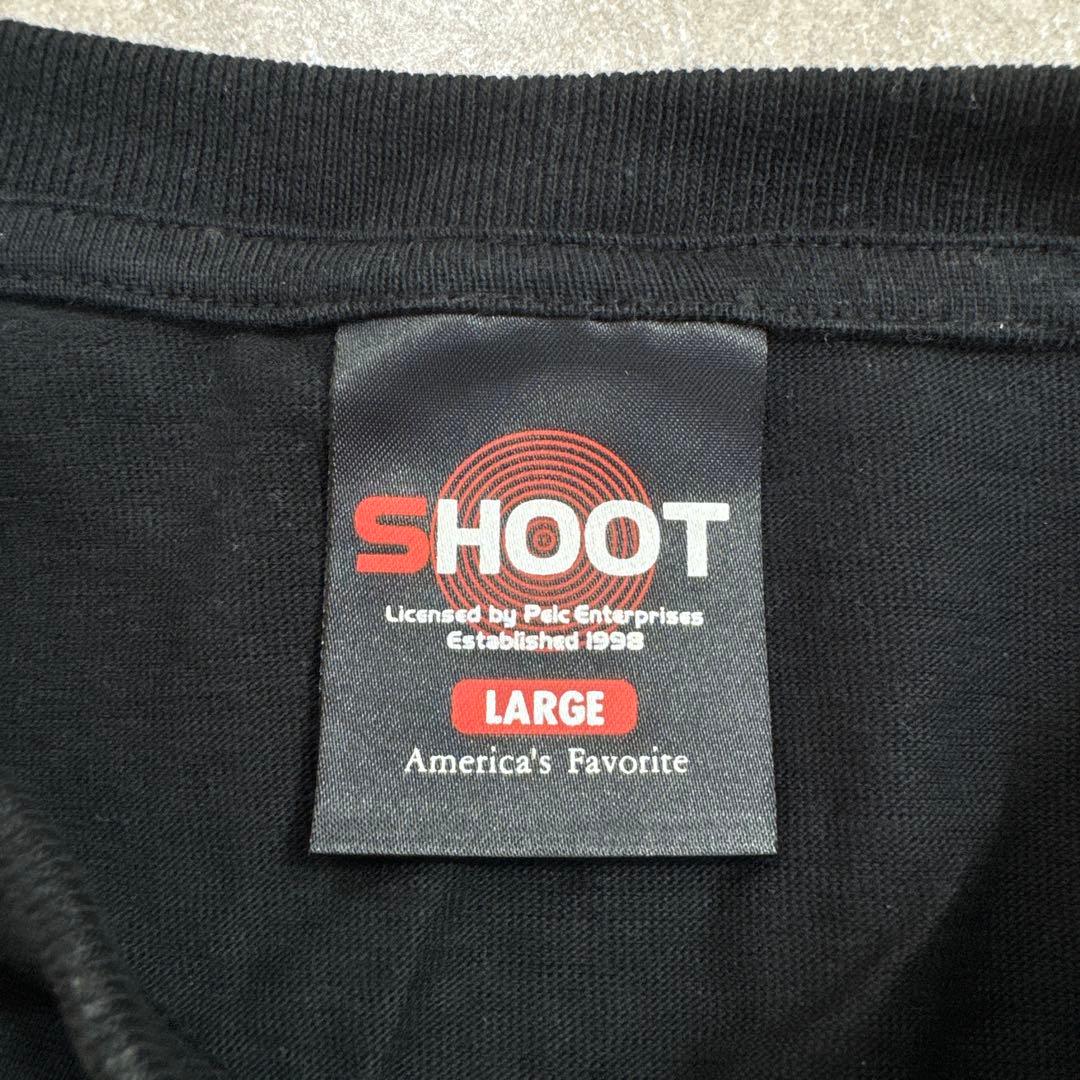 SHOOT
Licensed by Pelc Enterprises
Established 1998
LARGE
America's Favorite